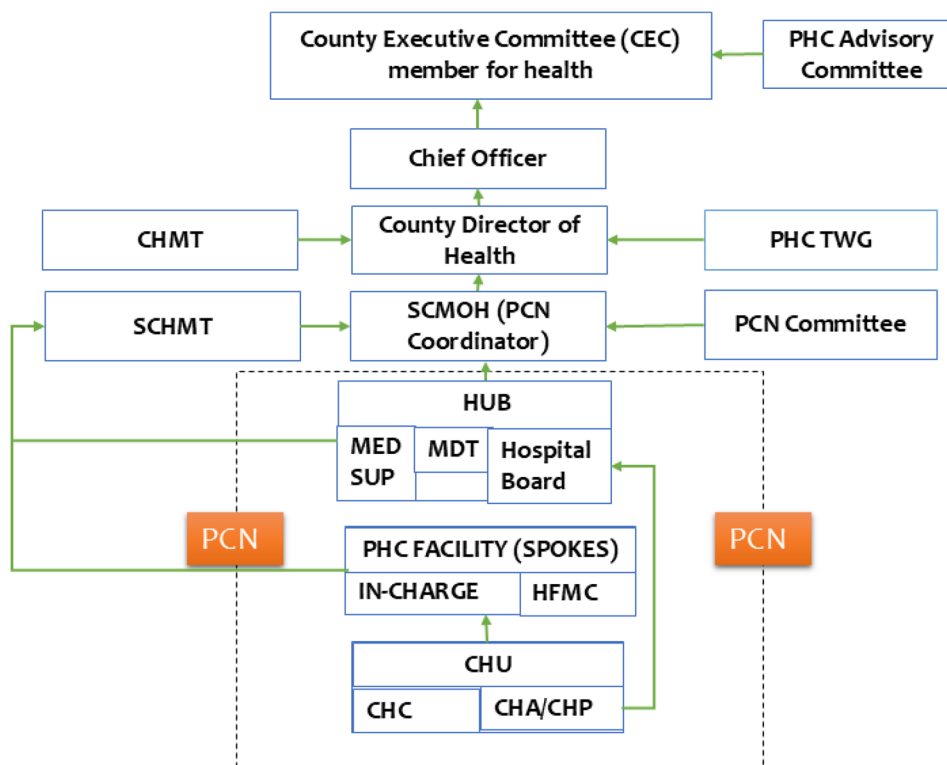 County Executive Committee (CEC)
member for health
PHC Advisory
Committee
Chief Officer
CHMT
County Director of
Health
PHC TWG
SCHMT
SCMOH (PCN
Coordinator)
PCN Committee
HUB
MED
SUP
MDT
Hospital
Board
PCN
PCN
PHC FACILITY (SPOKES)
IN-CHARGE
HFMC
CHU
CHC
CHA/CHP